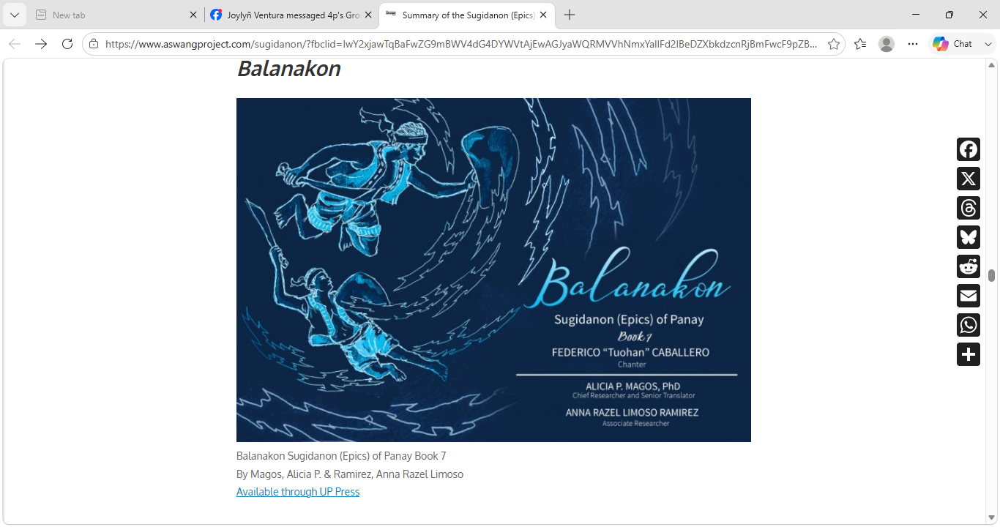 New tab
Joylyñ Ventura messaged 4p's Gro
Summary of the Sugidanon (Epics)
https://www.aswangproject.com/sugidanon/?fbclid=IwY2xjawTqBaFwZG9mBWV4dG4DYWVtAjEwAGJyaWQRMVVhNmxYallFd2lBeDZXbkdzcnRjBmFwcF9pZB...
Chat
Balanakon
Balanakon
Sugidanon (Epics) of Panay
Book 7
FEDERICO “Tuohan” CABALLERO
Chanter
ALICIA P. MAGOS, PhD
Chief Researcher and Senior Translator
ANNA RAZEL LIMOSO RAMIREZ
Associate Researcher
Balanakon Sugidanon (Epics) of Panay Book 7
By Magos, Alicia P. & Ramirez, Anna Razel Limoso
Available through UP Press